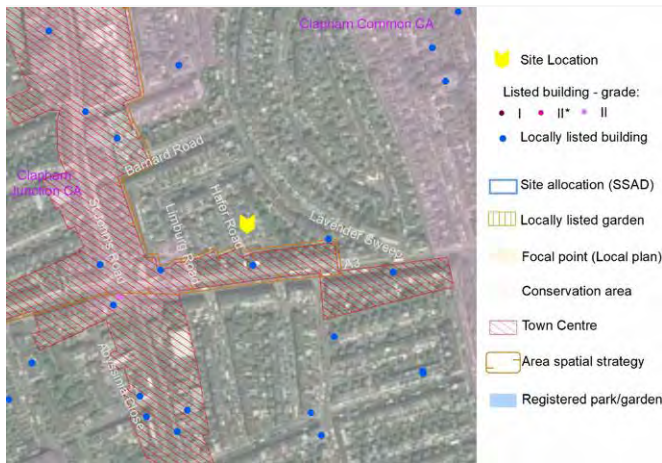 Clapham Common CA
Barnard Road
Clapham
Junction CA
St Johns Road
Limburg Road
Hafer Road
Lavender Sweep
A3
Abyssinia Close
Site Location
Listed building - grade:
I II* II
Locally listed building
Site allocation (SSAD)
Locally listed garden
Focal point (Local plan)
Conservation area
Town Centre
Area spatial strategy
Registered park/garden